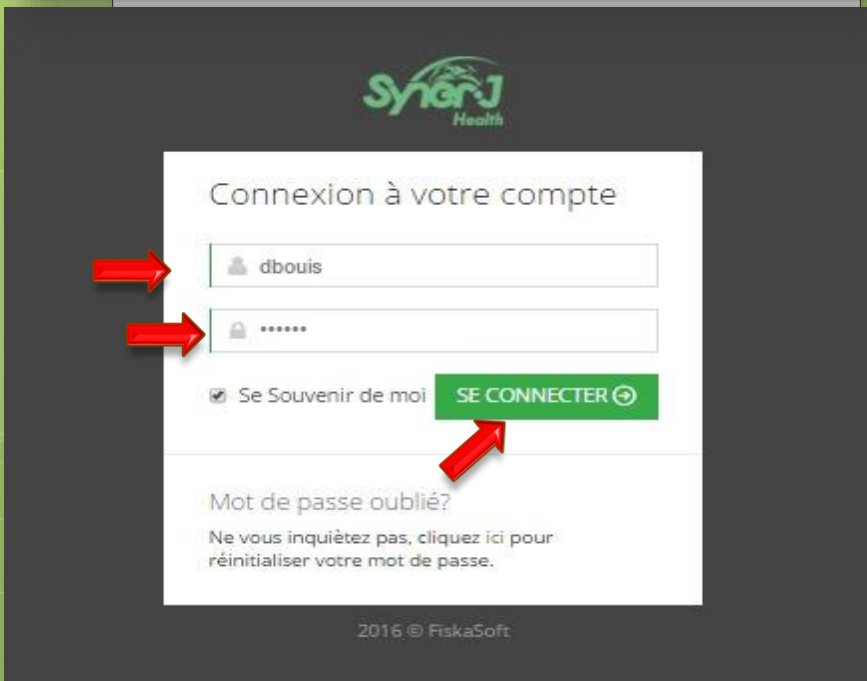 Syner-J
Health
Connexion à votre compte
dbouis
••••••
Se Souvenir de moi SE CONNECTER
Mot de passe oublié?
Ne vous inquiètez pas, cliquez ici pour
réinitialiser votre mot de passe.
2016 © FiskaSoft